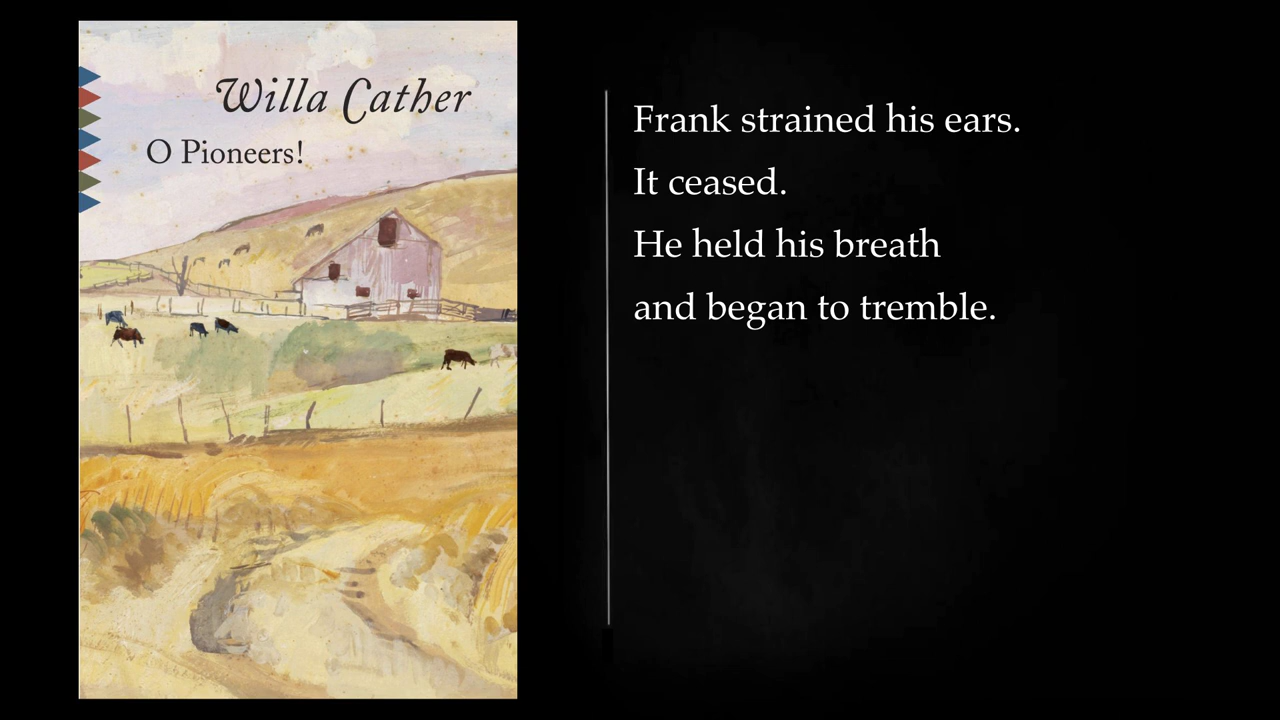 Willa Cather
O Pioneers!
Frank strained his ears.
It ceased.
He held his breath
and began to tremble.